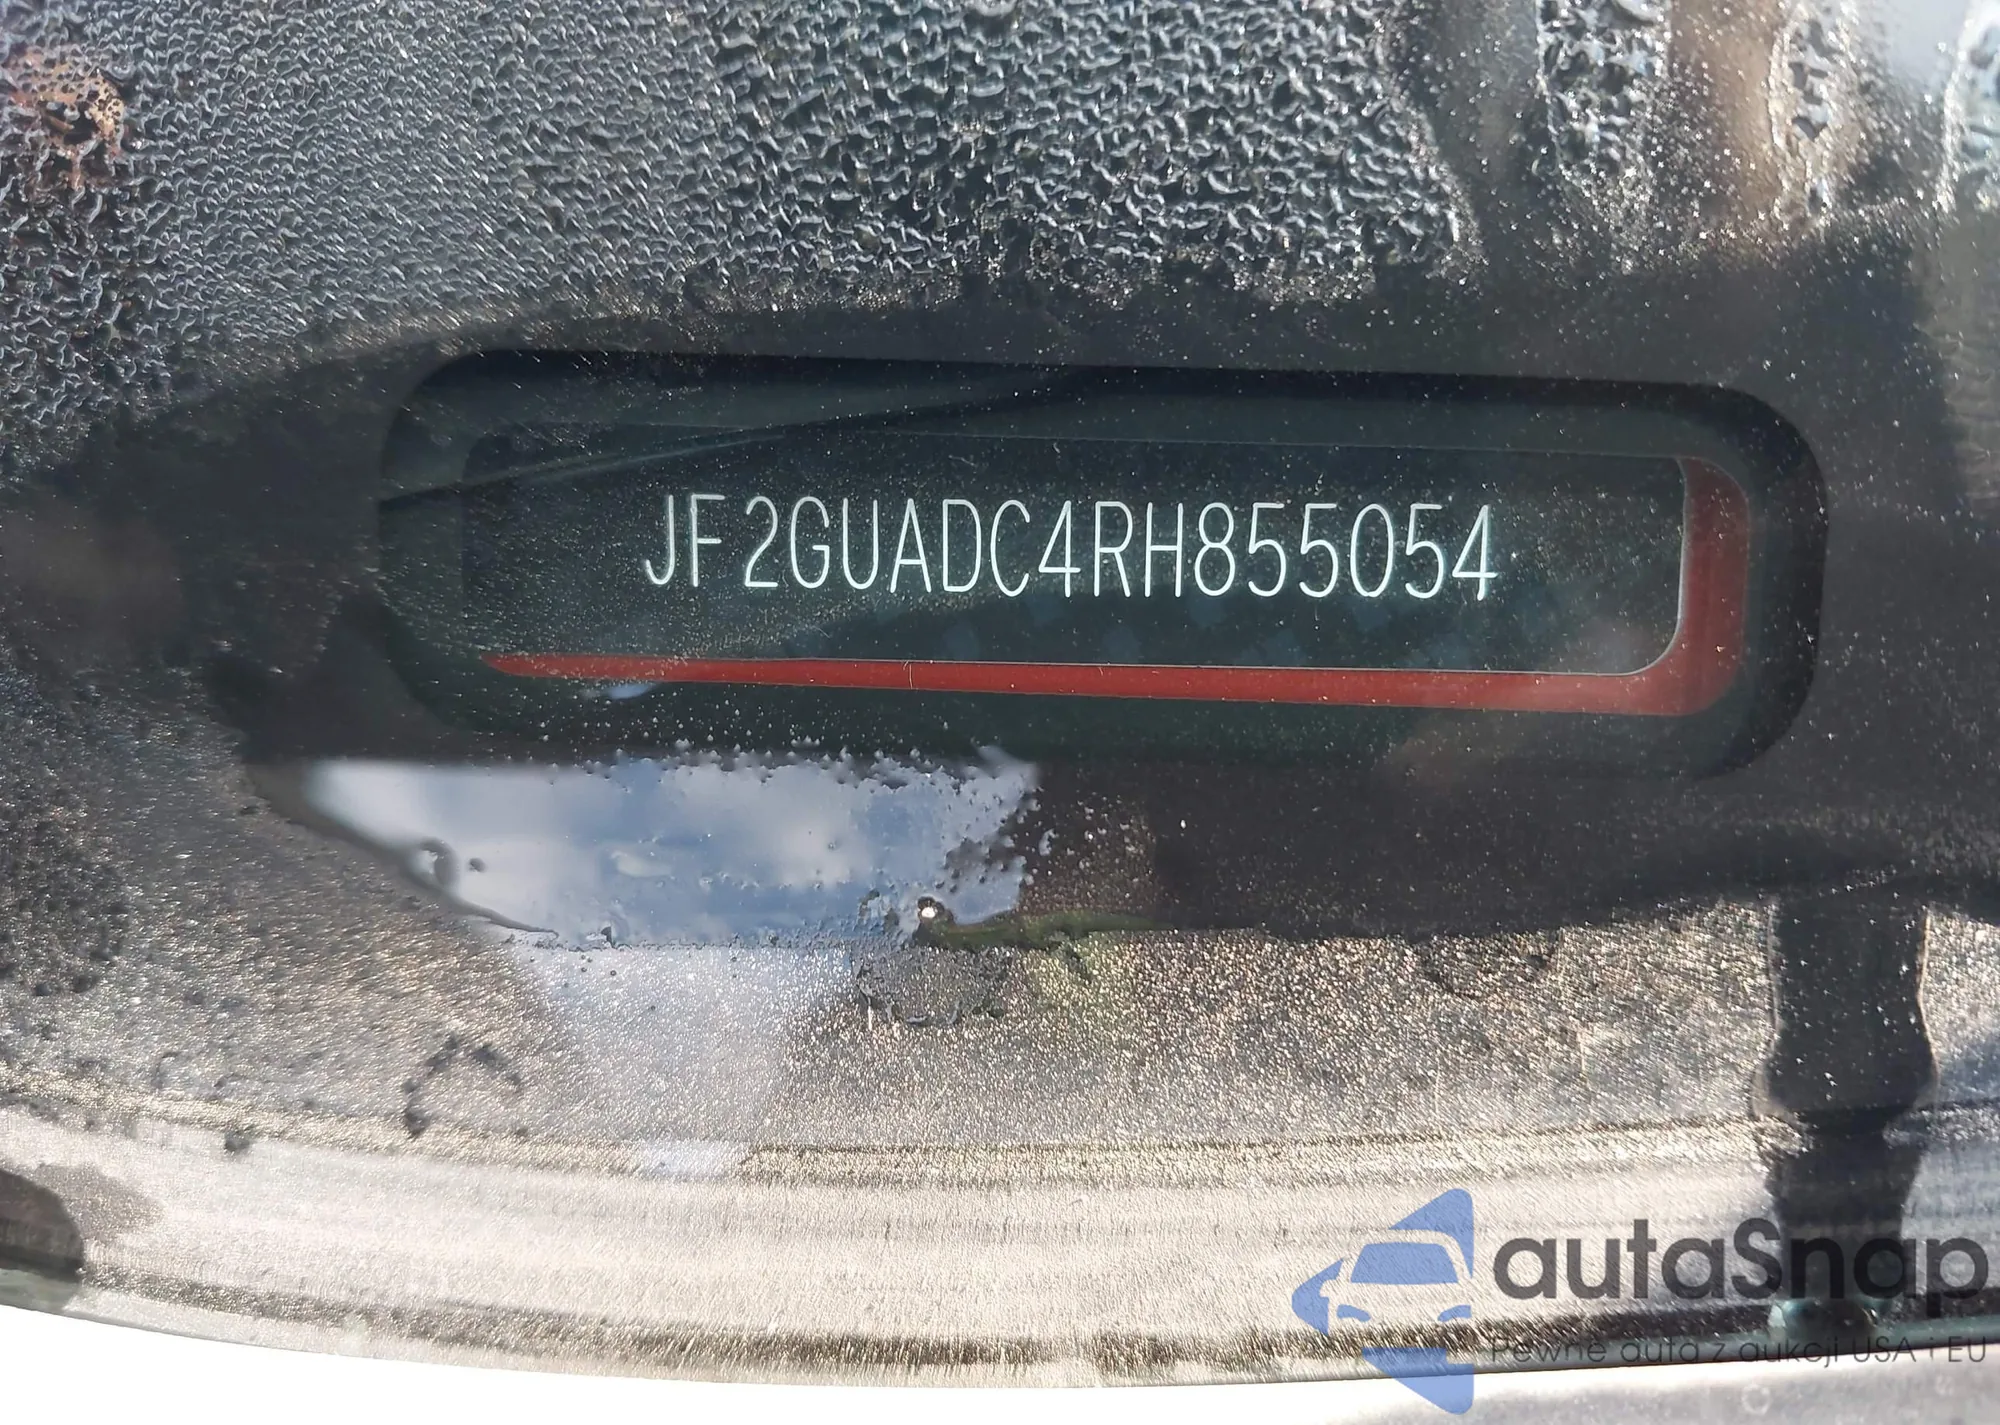 JF2GUADC4RH855054
autaSnap
Pewne auta z aukcji USA i EU